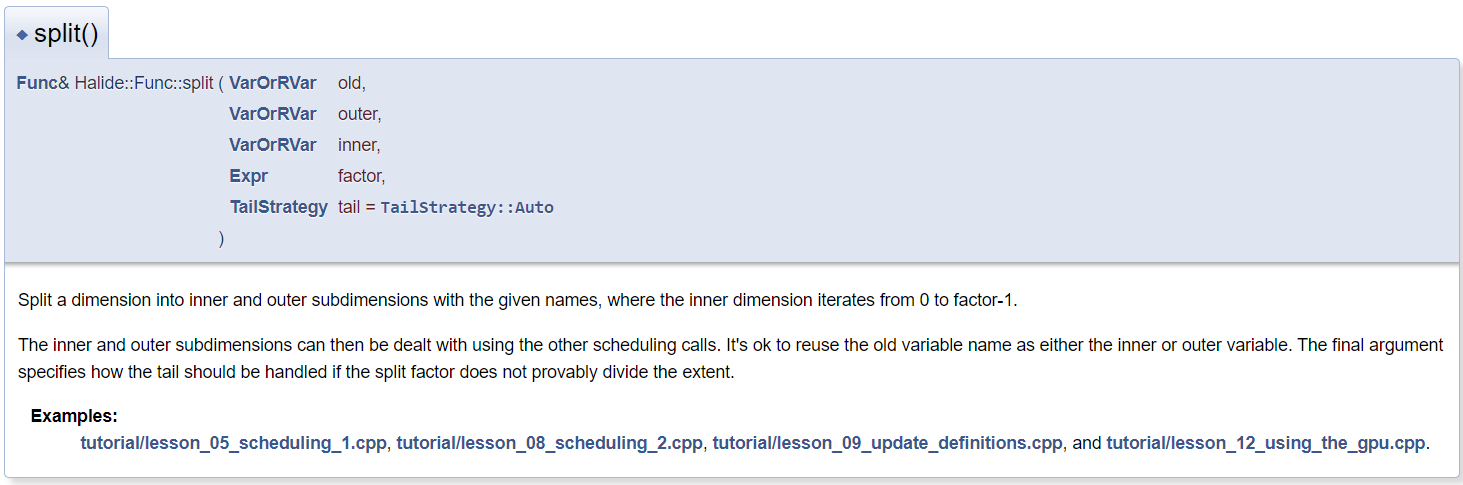 split()
Func& Halide::Func::split ( VarOrRVar old,
VarOrRVar outer,
VarOrRVar inner,
Expr factor,
TailStrategy tail = TailStrategy::Auto
)
Split a dimension into inner and outer subdimensions with the given names, where the inner dimension iterates from 0 to factor-1.
The inner and outer subdimensions can then be dealt with using the other scheduling calls. It's ok to reuse the old variable name as either the inner or outer variable. The final argument
specifies how the tail should be handled if the split factor does not provably divide the extent.
Examples:
tutorial/lesson_05_scheduling_1.cpp, tutorial/lesson_08_scheduling_2.cpp, tutorial/lesson_09_update_definitions.cpp, and tutorial/lesson_12_using_the_gpu.cpp.